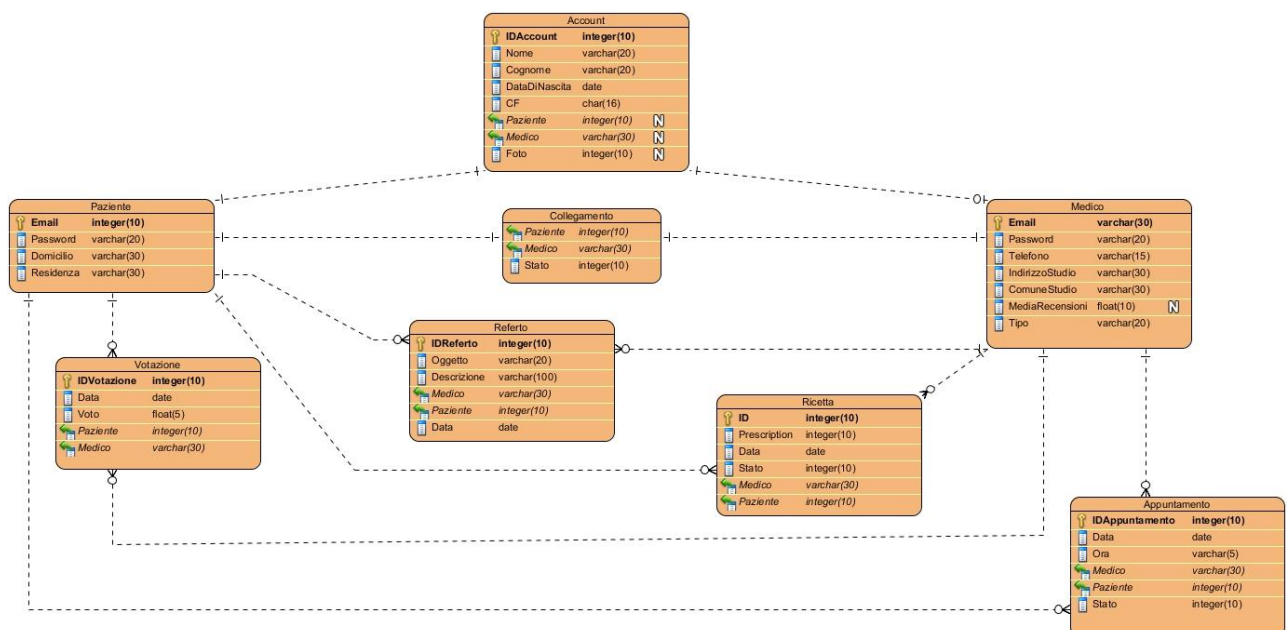 Account
IDAccount integer(10)
Nome varchar(20)
Cognome varchar(20)
DataDiNascita date
CF char(16)
Paziente integer(10) N
Medico varchar(30) N
Foto integer(10) N
Paziente
Email integer(10)
Password varchar(20)
Domicilio varchar(30)
Residenza varchar(30)
Collegamento
Paziente integer(10)
Medico varchar(30)
Stato integer(10)
Medico
Email varchar(30)
Password varchar(20)
Telefono varchar(15)
IndirizzoStudio varchar(30)
ComuneStudio varchar(30)
MediaRecensioni float(10) N
Tipo varchar(20)
Votazione
IDVotazione integer(10)
Data date
Voto float(5)
Paziente integer(10)
Medico varchar(30)
Referto
IDReferto integer(10)
Oggetto varchar(20)
Descrizione varchar(100)
Medico varchar(30)
Paziente integer(10)
Data date
Ricetta
ID integer(10)
Prescription integer(10)
Data date
Stato integer(10)
Medico varchar(30)
Paziente integer(10)
Appuntamento
IDAppuntamento integer(10)
Data date
Ora varchar(5)
Medico varchar(30)
Paziente integer(10)
Stato integer(10)